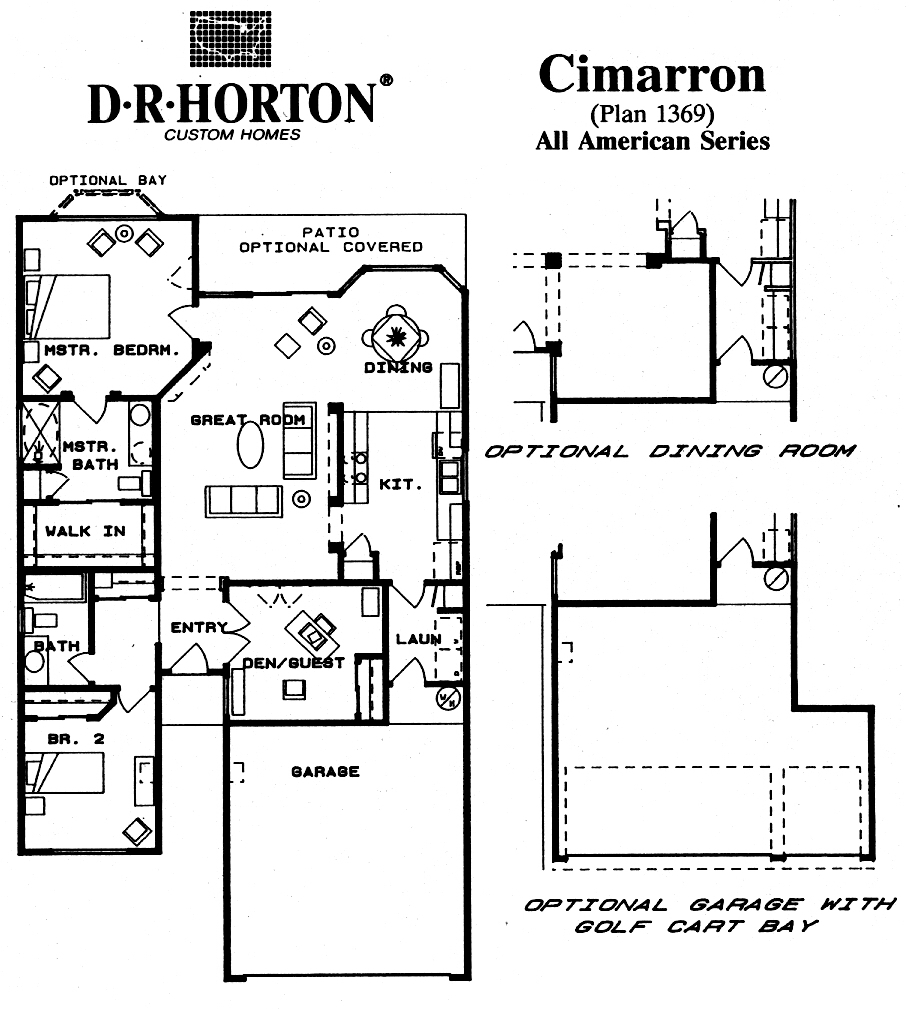 D·R·HORTON®
CUSTOM HOMES
Cimarron
(Plan 1369)
All American Series
OPTIONAL BAY
PATIO
OPTIONAL COVERED
MSTR. BEDRM.
DINING
GREAT ROOM
MSTR.
BATH
KIT.
WALK IN
ENTRY
BATH
LAUN
DEN/GUEST
BR. 2
GARAGE
OPTIONAL DINING ROOM
OPTIONAL GARAGE WITH
GOLF CART BAY